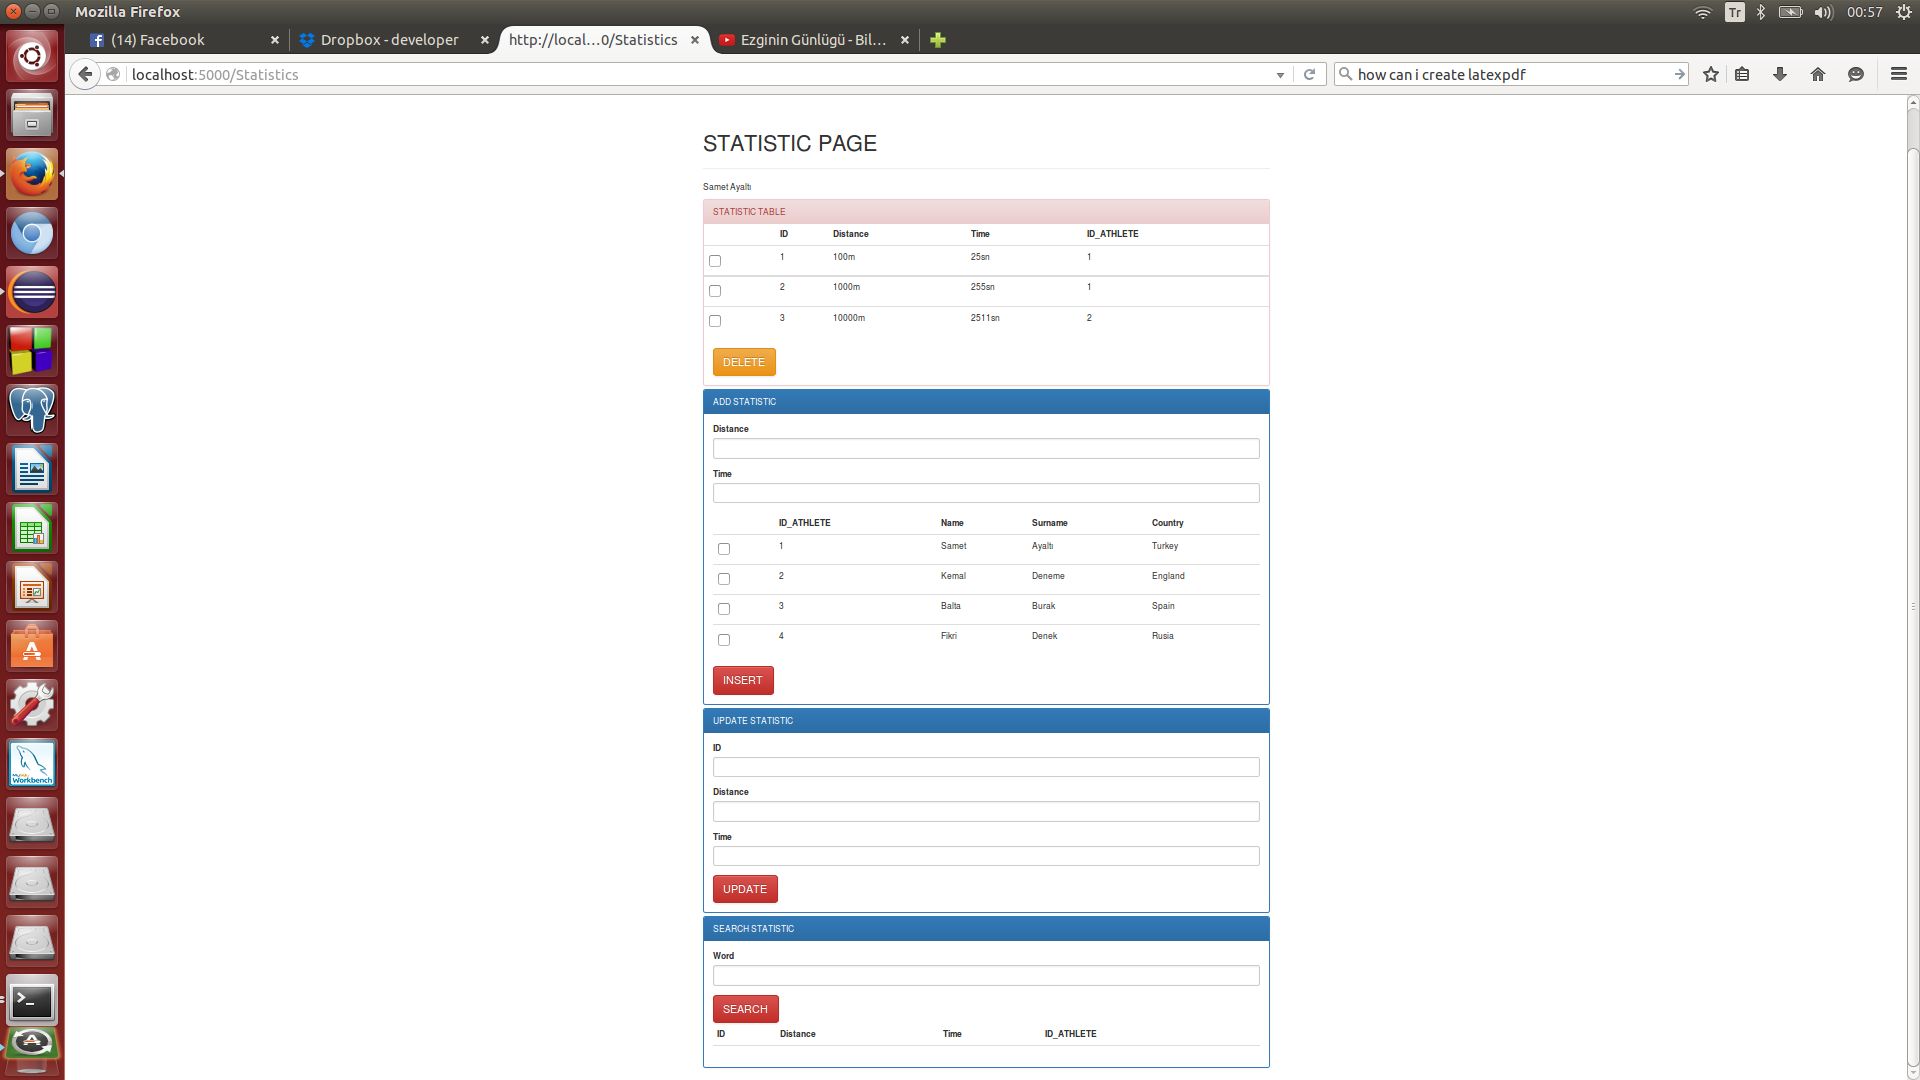 Mozilla Firefox
Tr
00:57
(14) Facebook
Dropbox - developer
http://local...0/Statistics
Ezginin Günlügü - Bil...
localhost:5000/Statistics
how can i create latexpdf
STATISTIC PAGE
Samet Ayaltı
STATISTIC TABLE
ID Distance Time ID_ATHLETE
1 100m 25sn 1
2 1000m 255sn 1
3 10000m 2511sn 2
DELETE
ADD STATISTIC
Distance
Time
ID_ATHLETE Name Surname Country
1 Samet Ayaltı Turkey
2 Kemal Deneme England
3 Balta Burak Spain
4 Fikri Denek Rusia
INSERT
UPDATE STATISTIC
ID
Distance
Time
UPDATE
SEARCH STATISTIC
Word
SEARCH
ID Distance Time ID_ATHLETE